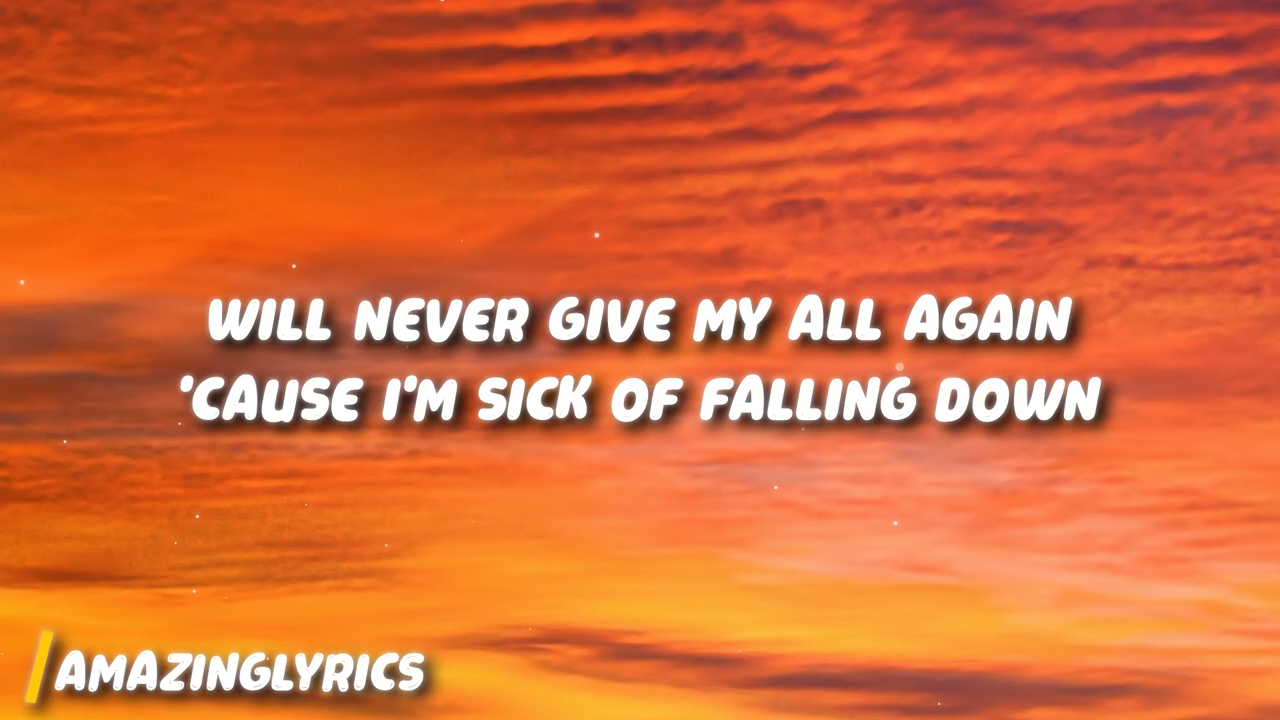 WILL NEVER GIVE MY ALL AGAIN
'CAUSE I'M SICK OF FALLING DOWN
AMAZINGLYRICS